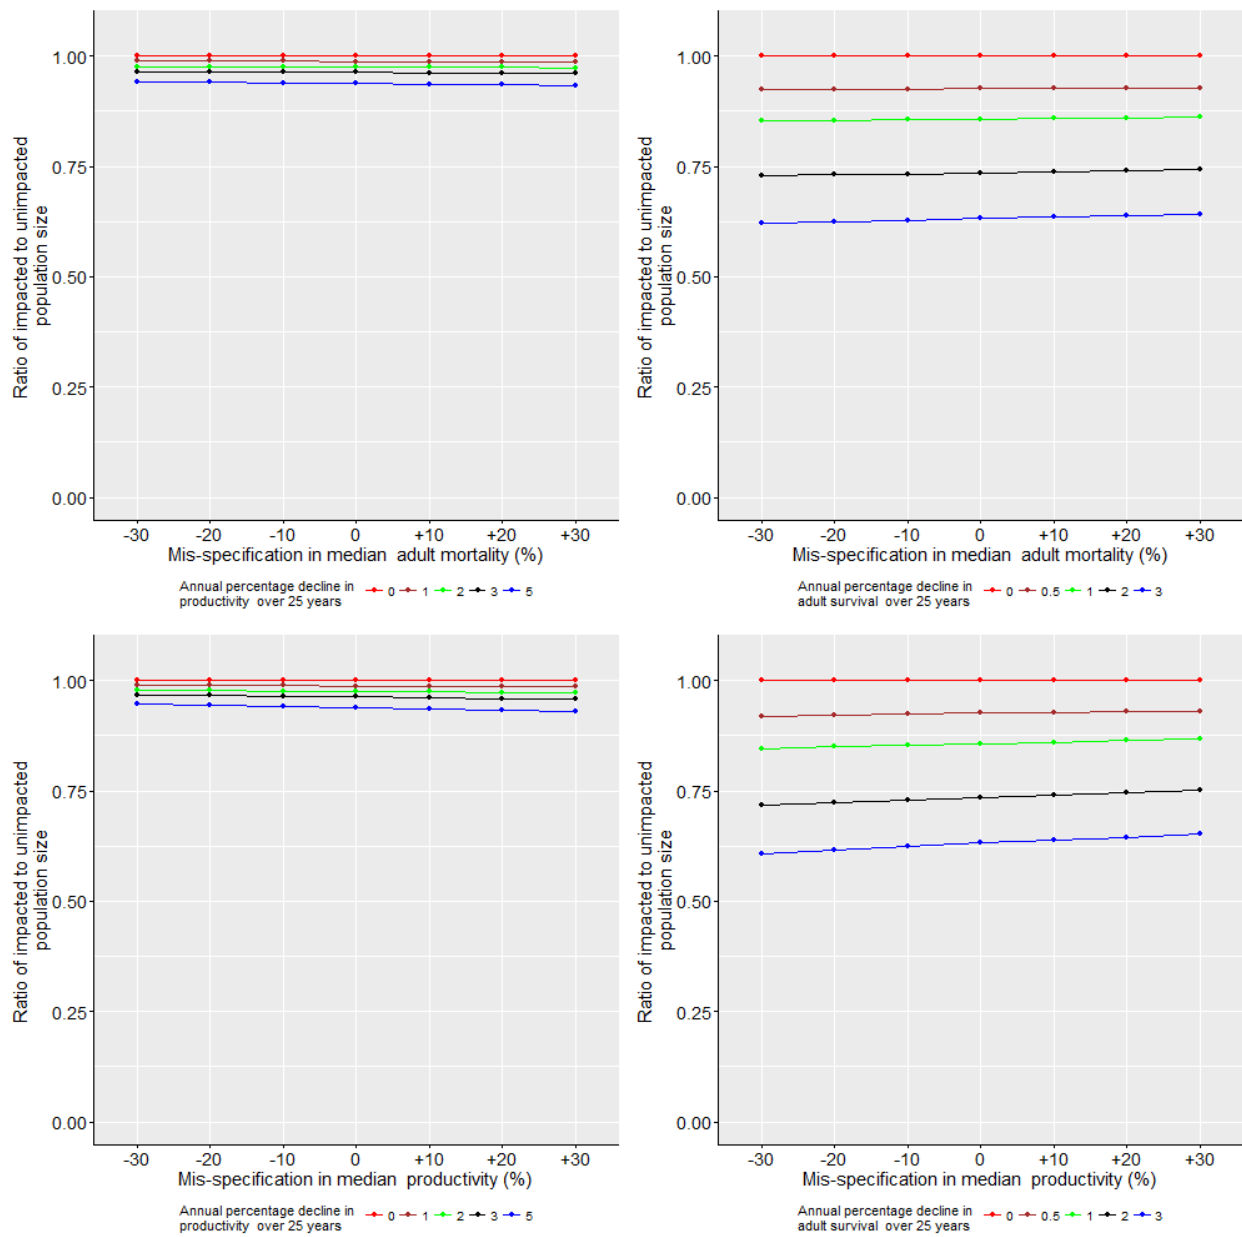 Ratio of impacted to unimpacted
population size
1.00
0.75
0.50
0.25
0.00
-30 -20 -10 0 +10 +20 +30
Mis-specification in median adult mortality (%)
Annual percentage decline in
productivity over 25 years 0 1 2 3 5
Ratio of impacted to unimpacted
population size
1.00
0.75
0.50
0.25
0.00
-30 -20 -10 0 +10 +20 +30
Mis-specification in median adult mortality (%)
Annual percentage decline in
adult survival over 25 years 0 0.5 1 2 3
Ratio of impacted to unimpacted
population size
1.00
0.75
0.50
0.25
0.00
-30 -20 -10 0 +10 +20 +30
Mis-specification in median productivity (%)
Annual percentage decline in
productivity over 25 years 0 1 2 3 5
Ratio of impacted to unimpacted
population size
1.00
0.75
0.50
0.25
0.00
-30 -20 -10 0 +10 +20 +30
Mis-specification in median productivity (%)
Annual percentage decline in
adult survival over 25 years 0 0.5 1 2 3